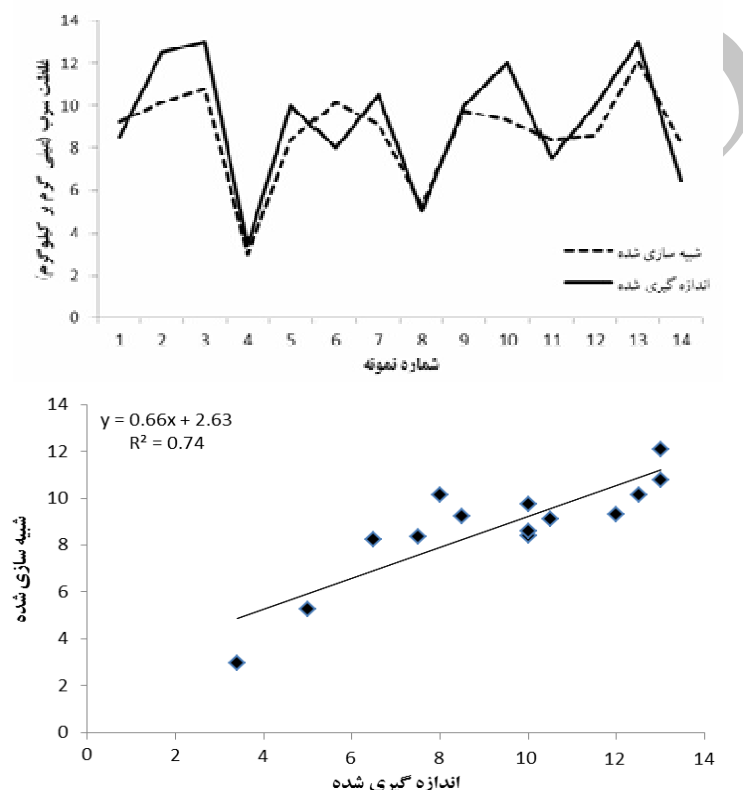 14
12
10
8
6
4
2
0
غلظت سرب (میلی گرم بر کیلوگرم)
شبیه سازی شده
اندازه گیری شده
1 2 3 4 5 6 7 8 9 10 11 12 13 14
شماره نمونه
y = 0.66x + 2.63
R² = 0.74
14
12
10
8
6
4
2
0
شبیه سازی شده
0 2 4 6 8 10 12 14
اندازه گیری شده